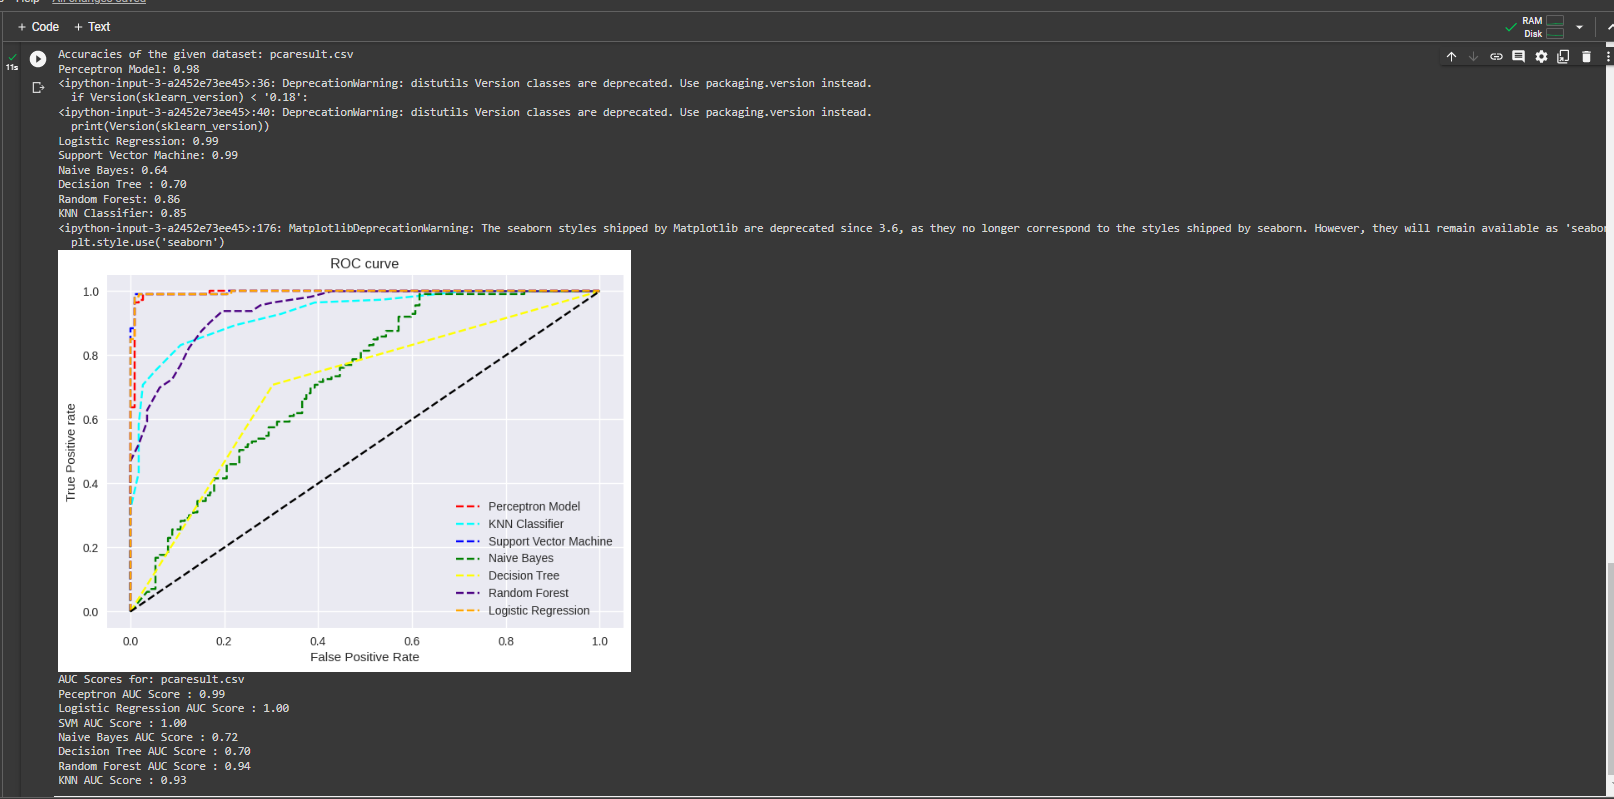 Help All changes saved
+ Code + Text
RAM
Disk
11s
Accuracies of the given dataset: pcaresult.csv
Perceptron Model: 0.98
<ipython-input-3-a2452e73ee45>:36: DeprecationWarning: distutils Version classes are deprecated. Use packaging.version instead.
if Version(sklearn_version) < '0.18':
<ipython-input-3-a2452e73ee45>:40: DeprecationWarning: distutils Version classes are deprecated. Use packaging.version instead.
print(Version(sklearn_version))
Logistic Regression: 0.99
Support Vector Machine: 0.99
Naive Bayes: 0.64
Decision Tree : 0.70
Random Forest: 0.86
KNN Classifier: 0.85
<ipython-input-3-a2452e73ee45>:176: MatplotlibDeprecationWarning: The seaborn styles shipped by Matplotlib are deprecated since 3.6, as they no longer correspond to the styles shipped by seaborn. However, they will remain available as 'seabor
plt.style.use('seaborn')
ROC curve
1.0
0.8
0.6
0.4
0.2
0.0
True Positive rate
Perceptron Model
KNN Classifier
Support Vector Machine
Naive Bayes
Decision Tree
Random Forest
Logistic Regression
0.0 0.2 0.4 0.6 0.8 1.0
False Positive Rate
AUC Scores for: pcaresult.csv
Peceptron AUC Score : 0.99
Logistic Regression AUC Score : 1.00
SVM AUC Score : 1.00
Naive Bayes AUC Score : 0.72
Decision Tree AUC Score : 0.70
Random Forest AUC Score : 0.94
KNN AUC Score : 0.93